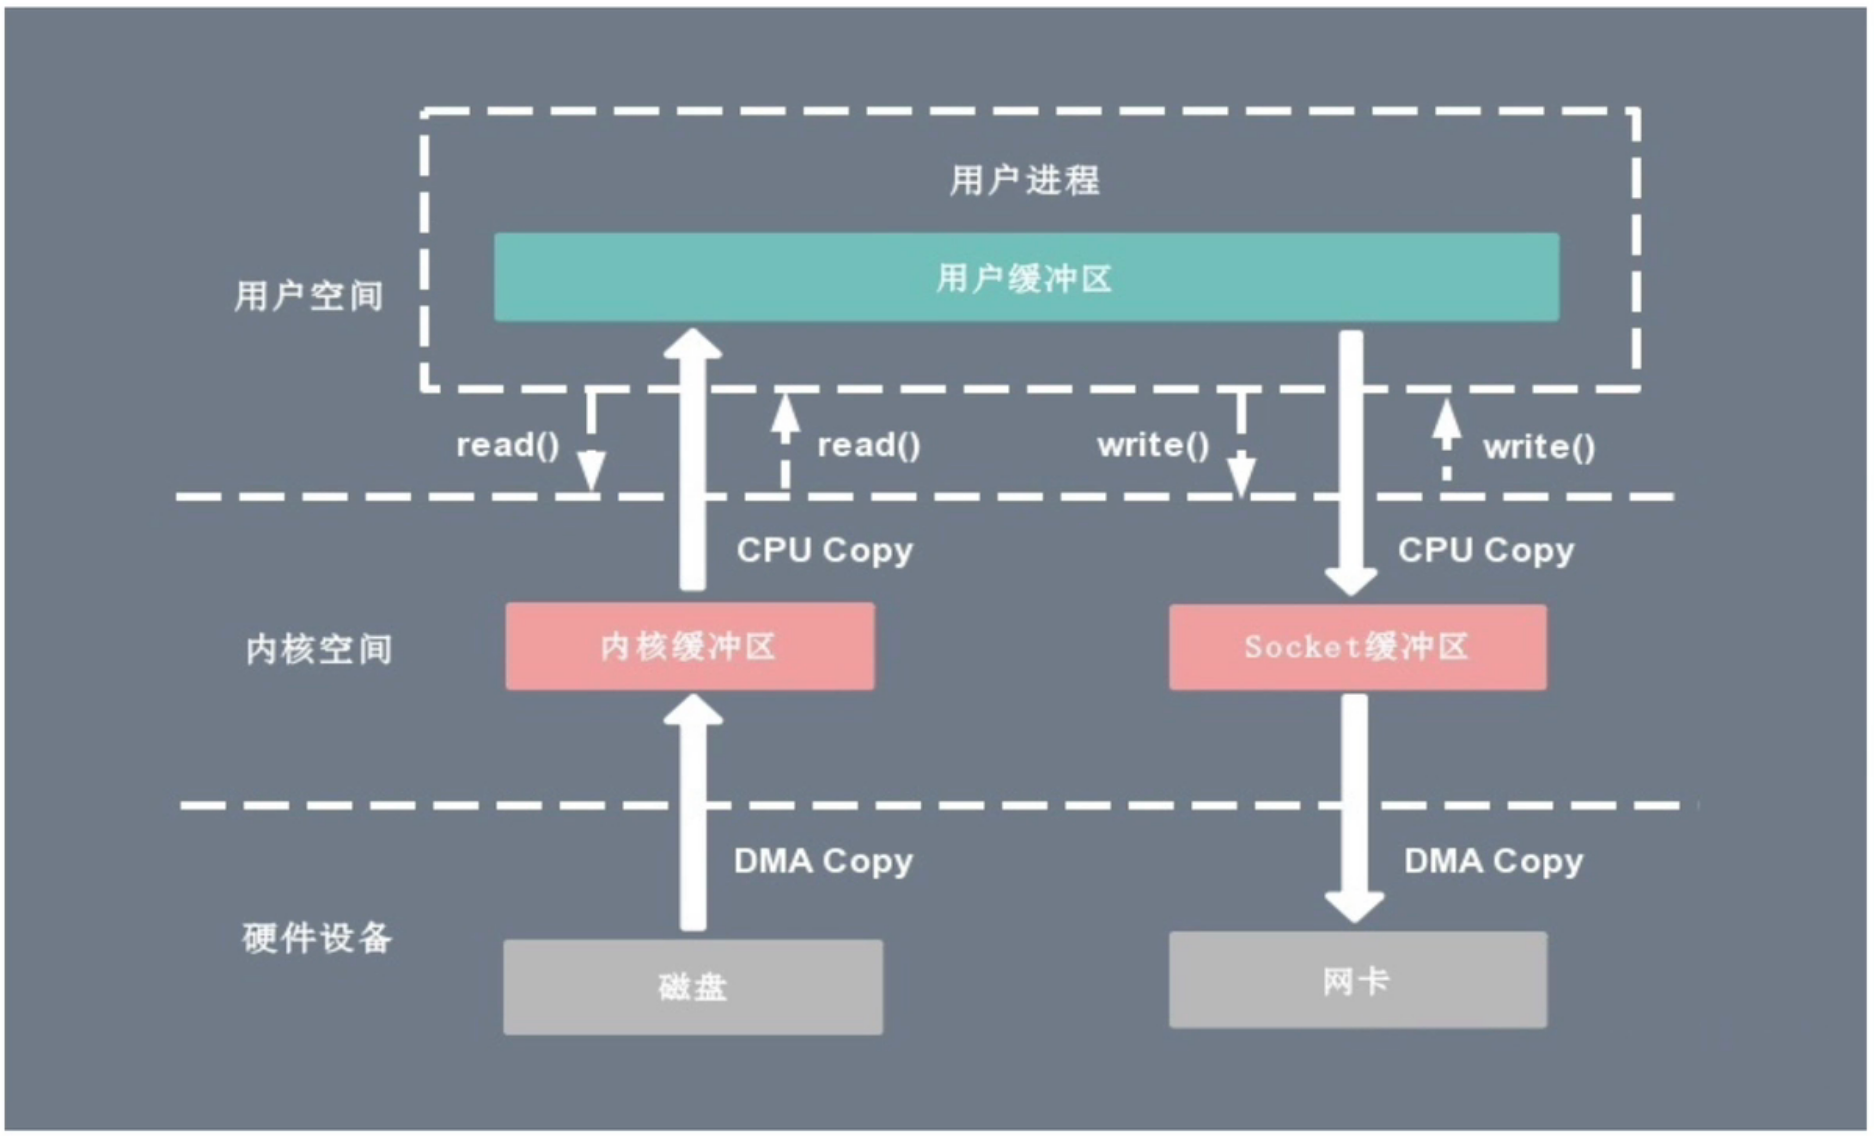 用户进程
用户缓冲区
用户空间
read()
read()
write()
write()
CPU Copy
CPU Copy
内核空间
内核缓冲区
Socket缓冲区
DMA Copy
DMA Copy
硬件设备
磁盘
网卡